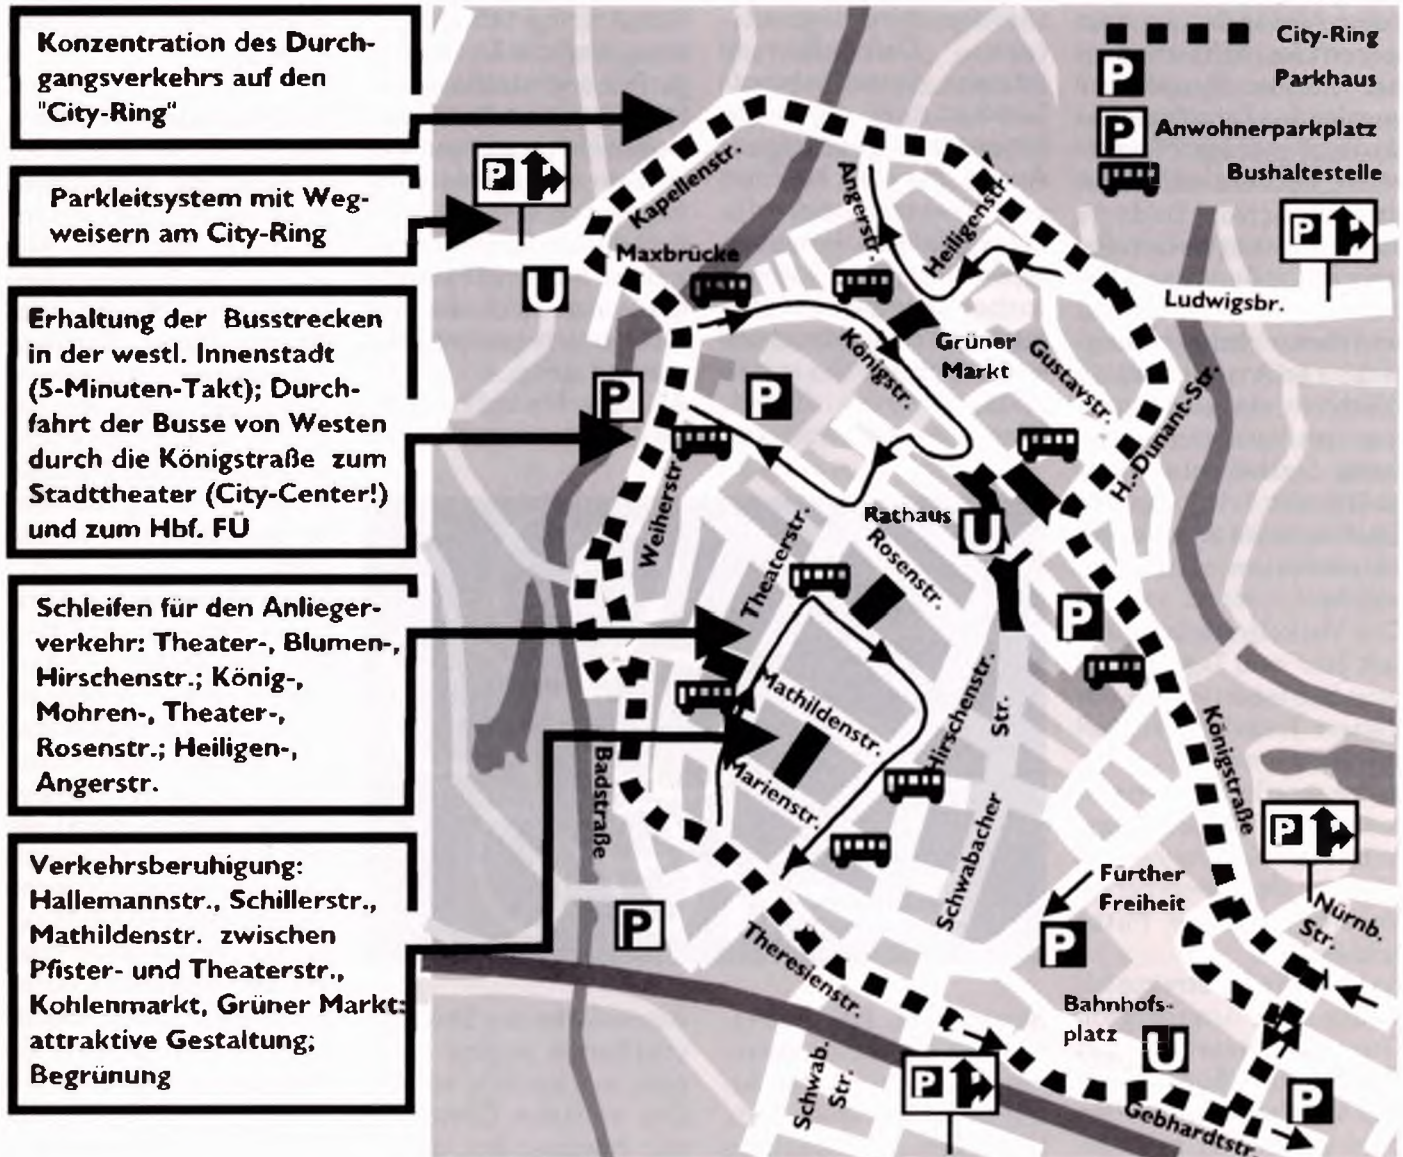 Konzentration des Durch-
gangsverkehrs auf den
"City-Ring"
Parkleitsystem mit Weg-
weisern am City-Ring
Erhaltung der Busstrecken
in der westl. Innenstadt
(5-Minuten-Takt); Durch-
fahrt der Busse von Westen
durch die Königstraße zum
Stadttheater (City-Center!)
und zum Hbf. FÜ
Schleifen für den Anlieger-
verkehr: Theater-, Blumen-,
Hirschenstr.; König-,
Mohren-, Theater-,
Rosenstr.; Heiligen-,
Angerstr.
Verkehrsberuhigung:
Hallemannstr., Schillerstr.,
Mathildenstr. zwischen
Pfister- und Theaterstr.,
Kohlenmarkt, Grüner Markt:
attraktive Gestaltung;
Begrünung
City-Ring
P Parkhaus
P Anwohnerparkplatz
Bushaltestelle
P
P
Kapellenstr.
Angerstr.
Heiligenstr.
Maxbrücke
U
Ludwigsbr.
Königstr.
Grüner
Markt
Gustavstr.
P
P
H.-Dunant-Str.
Weiherstr.
Rathaus
U
Theaterstr.
Rosenstr.
P
Mathildenstr.
Hirschenstr.
Str.
Königstraße
Badstraße
Marienstr.
Schwabacher
P
Fürther
Freiheit
P
P
Nürnb.
Str.
Theresienstr.
Bahnhofs-
platz
U
Schwab.
Str.
P
P
Gebhardtstr.